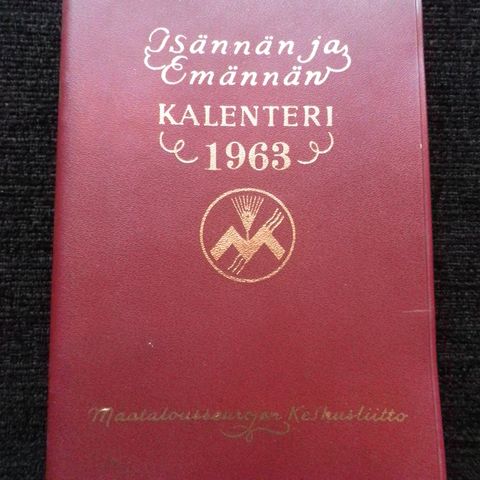 Isännän ja
Emännän
KALENTERI
1963
Maatalousseurojen Keskusliitto